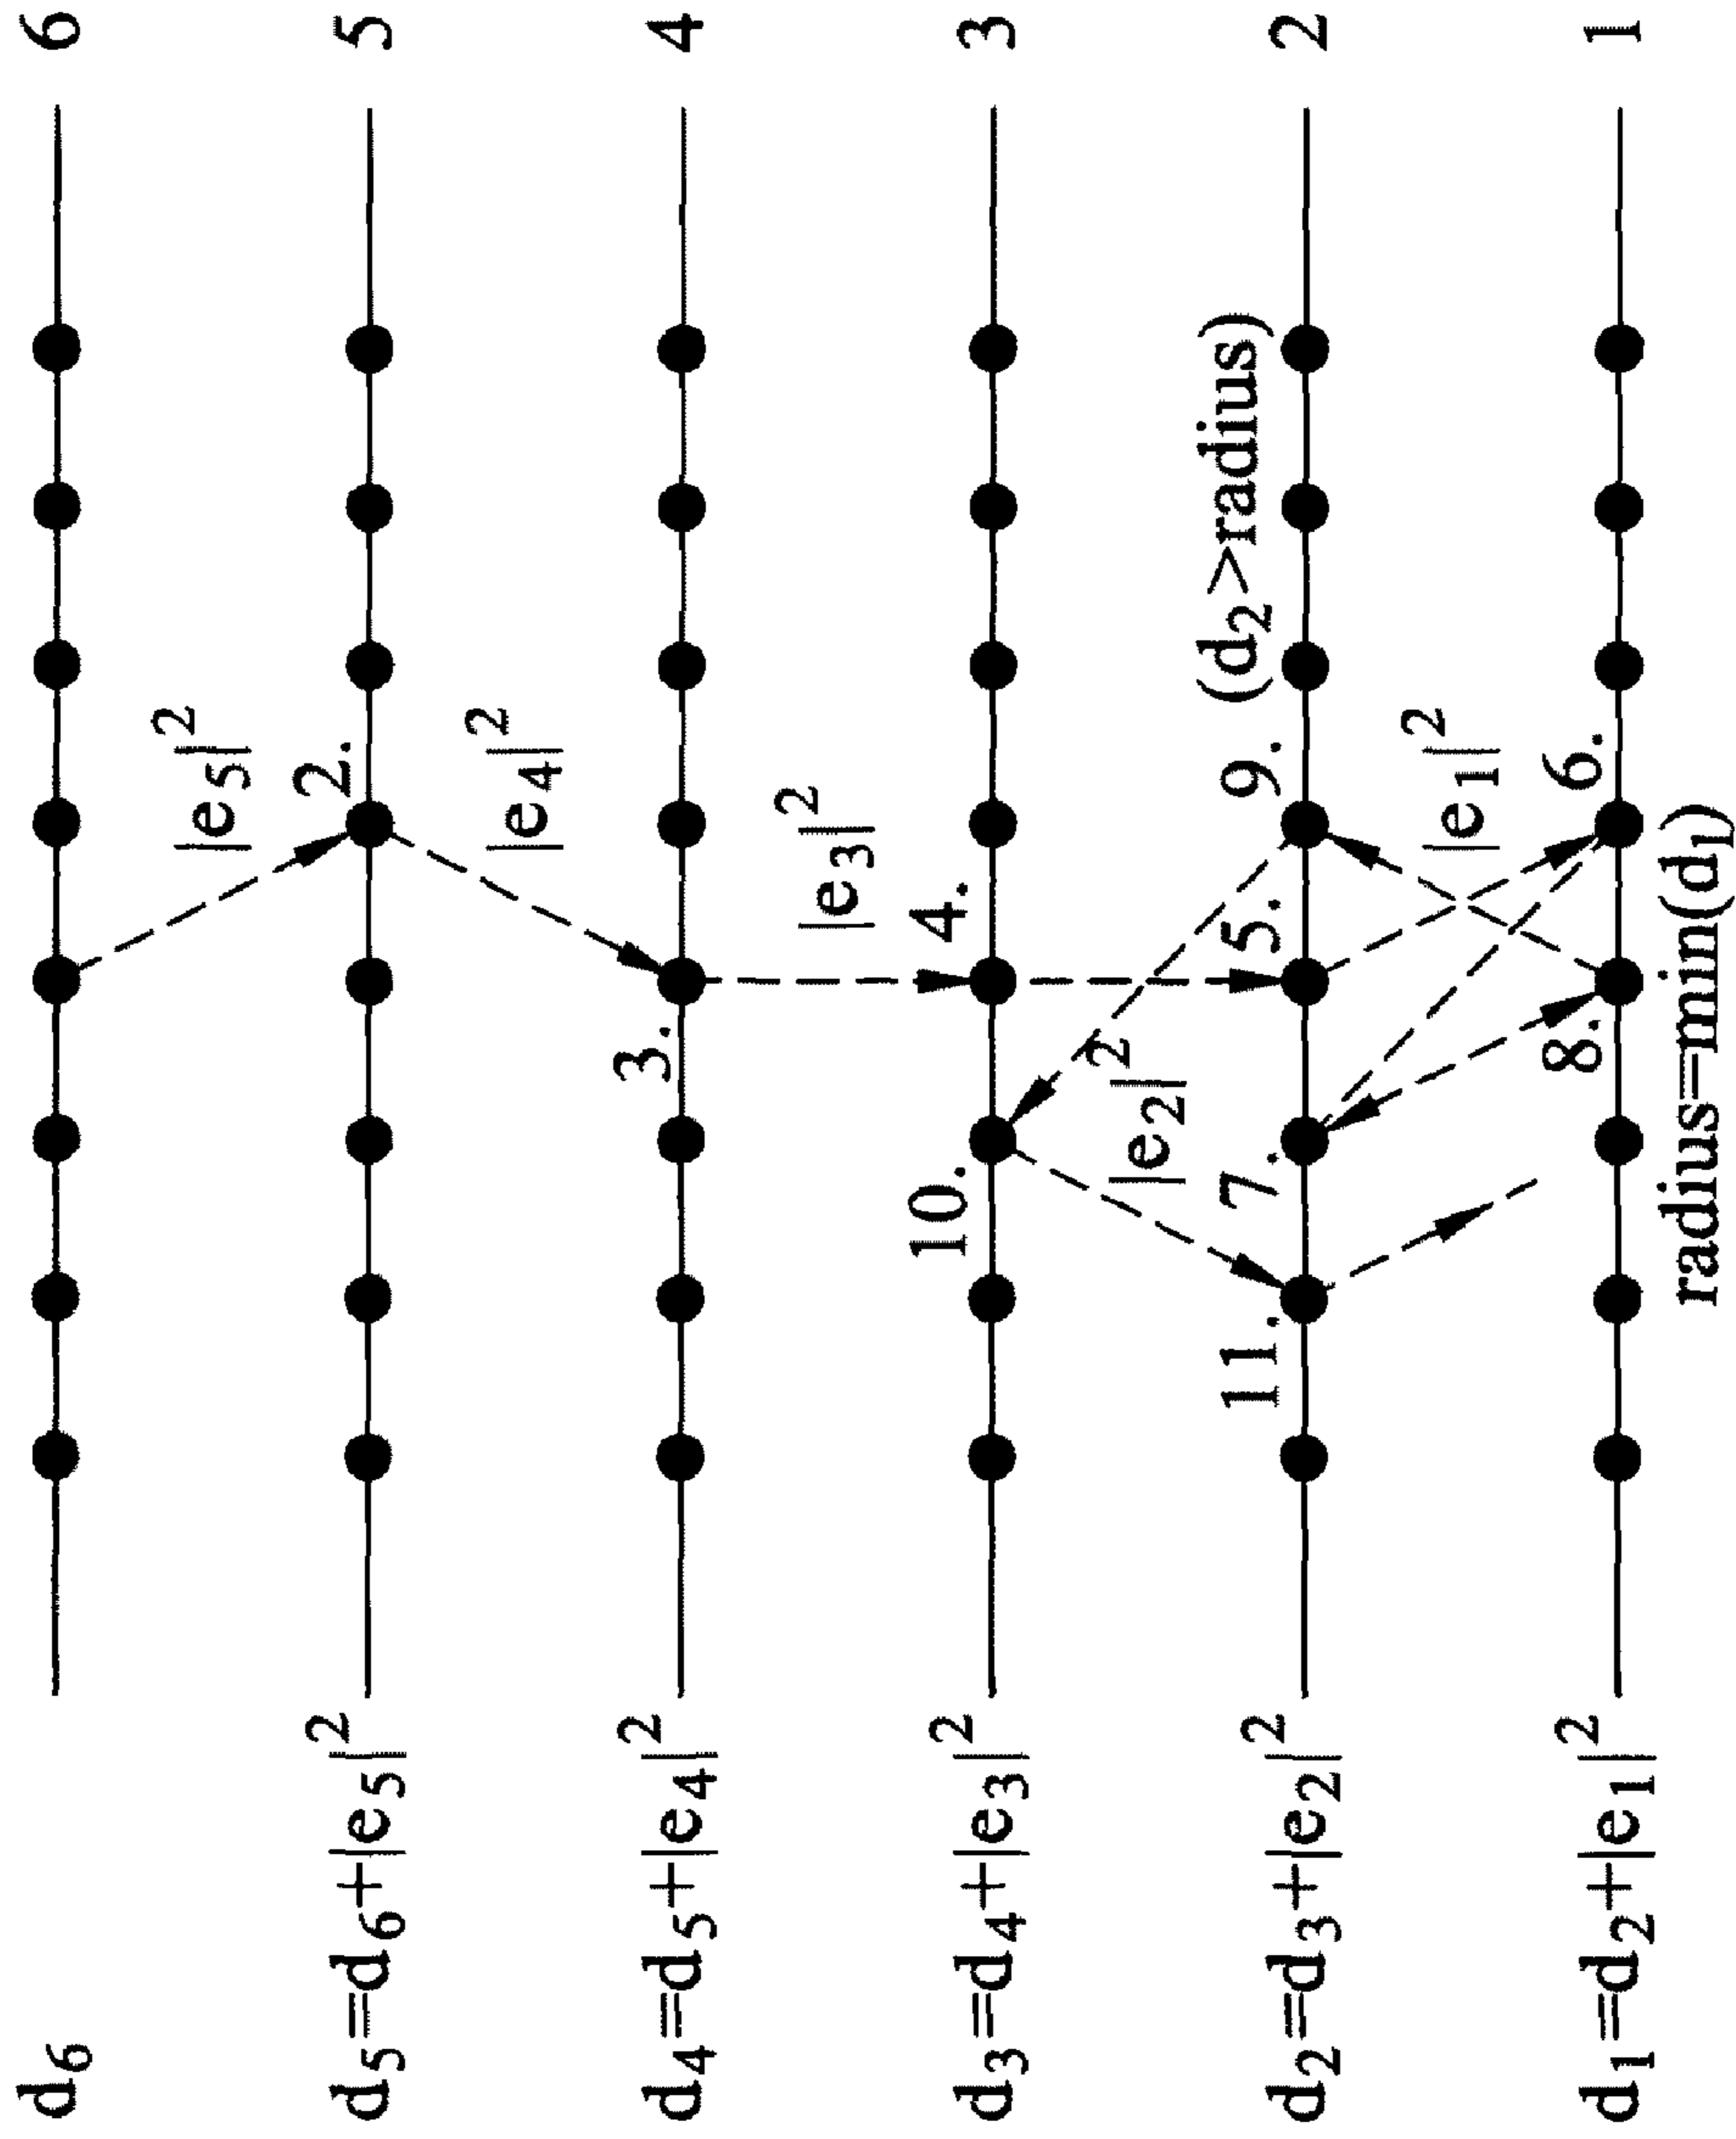 d₆ 6
|e₅|²
2.
d₅=d₆+|e₅|² 5
|e₄|²
3.
d₄=d₅+|e₄|² 4
|e₃|²
10. 4.
d₃=d₄+|e₃|² 3
|e₂|²
11. 7. 5. 9. (d₂>radius)
d₂=d₃+|e₂|² 2
|e₁|²
8. 6.
d₁=d₂+|e₁|² 1
radius=min(d₁)